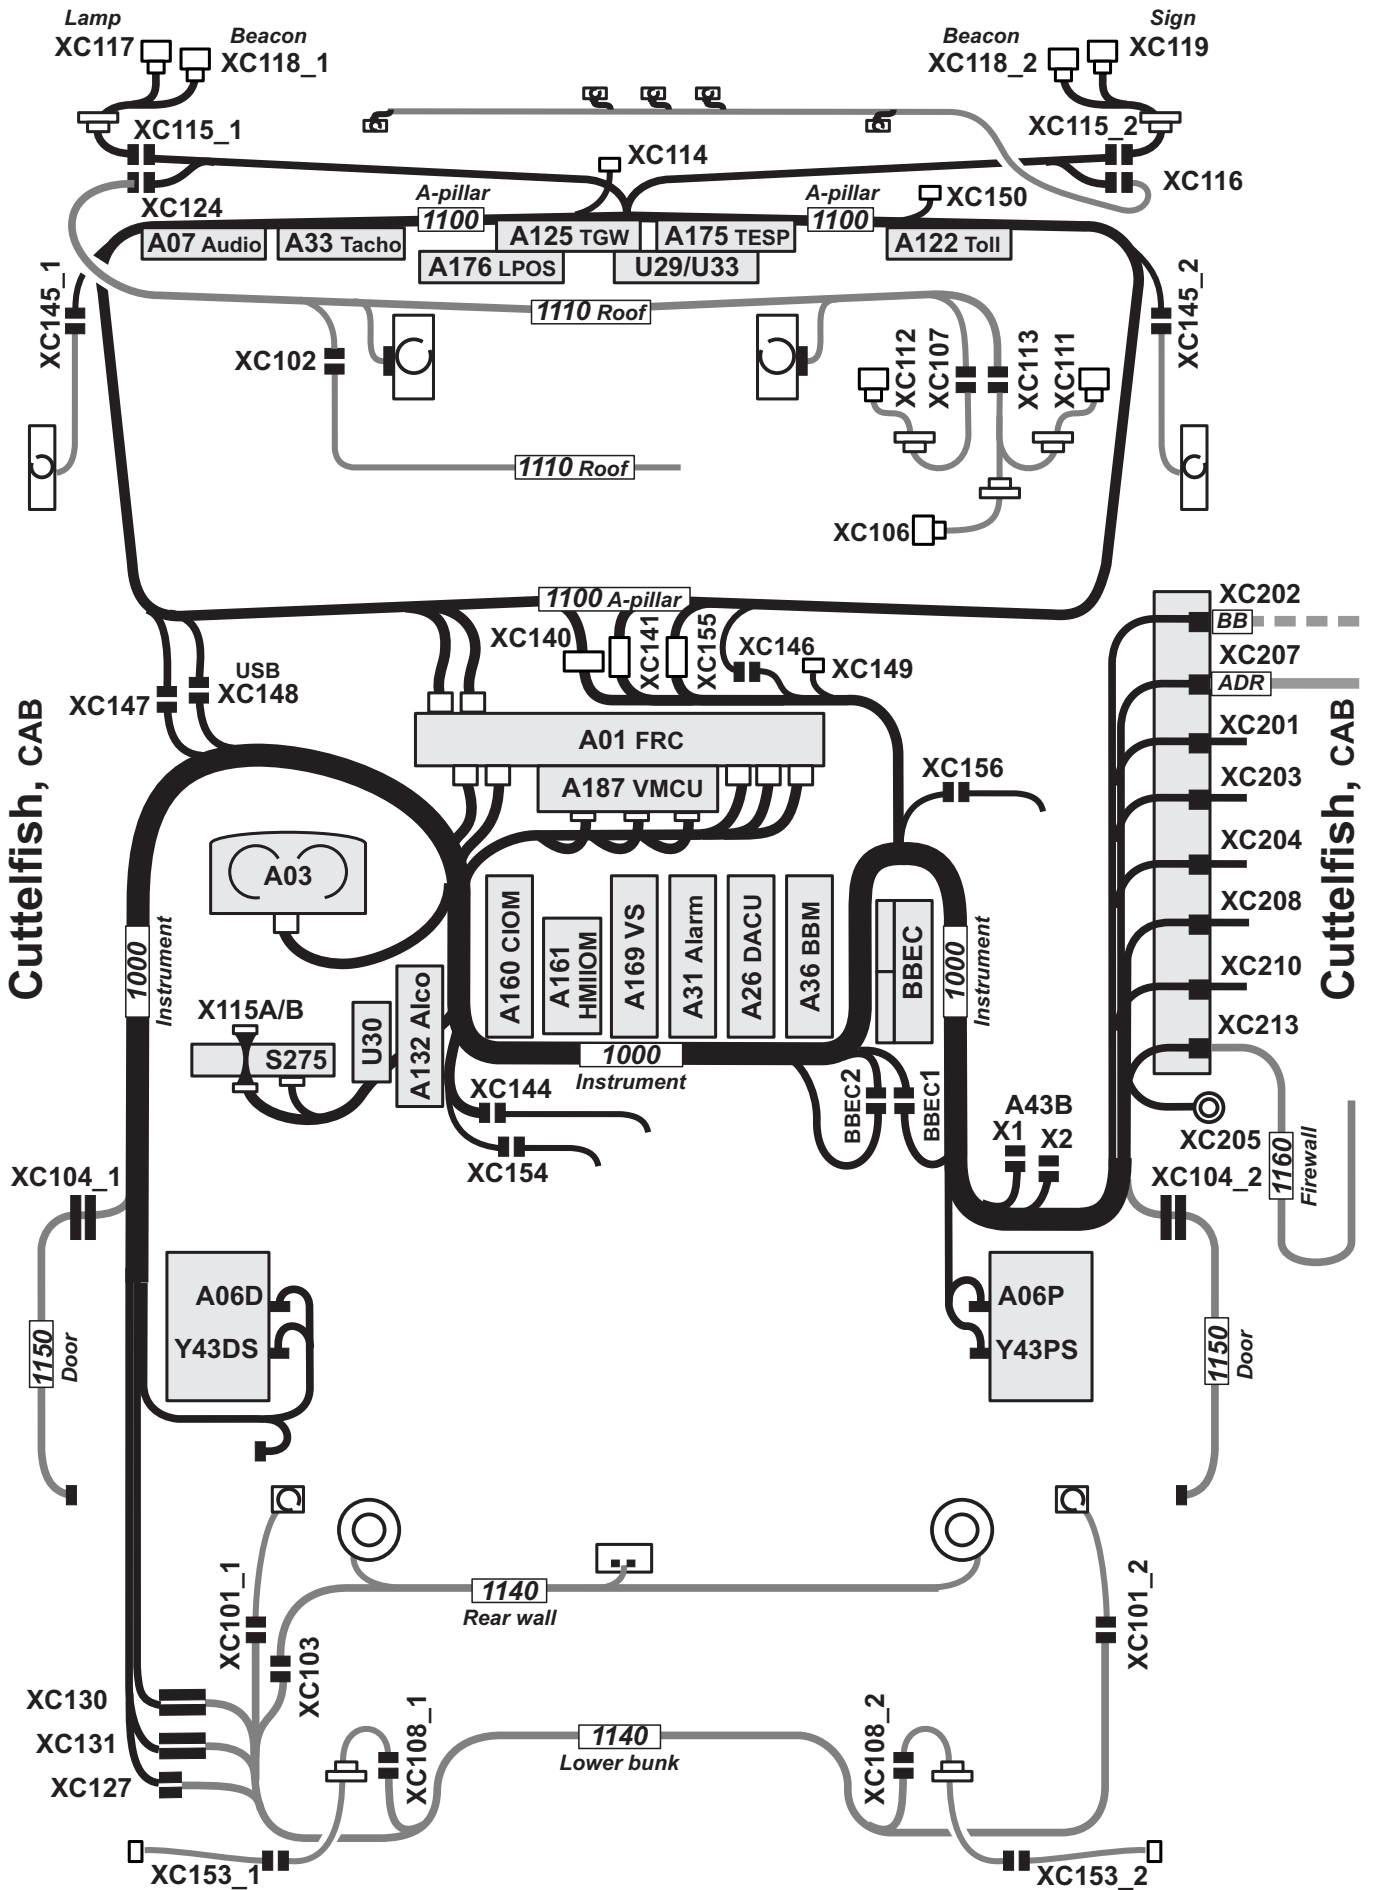 Lamp
XC117
Beacon
XC118_1
Beacon
XC118_2
Sign
XC119
XC115_1
XC115_2
XC114
XC116
XC124
A-pillar
1100
A-pillar
1100
XC150
A07 Audio
A33 Tacho
A125 TGW
A175 TESP
A122 Toll
A176 LPOS
U29/U33
XC145_1
XC145_2
1110 Roof
XC102
XC112
XC107
XC113
XC111
1110 Roof
XC106
1100 A-pillar
XC202
BB
XC140
XC141
XC155
XC146
XC149
XC207
ADR
USB
XC148
XC147
Cuttelfish, CAB
Cuttelfish, CAB
A01 FRC
XC201
A187 VMCU
XC156
XC203
XC204
A03
A160 CIOM
A161
HMIIOM
A169 VS
A31 Alarm
A26 DACU
A36 BBM
BBEC
XC208
1000
Instrument
1000
Instrument
XC210
X115A/B
S275
U30
A132 Alco
XC213
1000
Instrument
XC144
XC154
BBEC2
BBEC1
A43B
X1
X2
XC205
1160
Firewall
XC104_1
XC104_2
A06D
Y43DS
A06P
Y43PS
1150
Door
1150
Door
1140
Rear wall
XC101_1
XC103
XC101_2
XC130
XC131
XC127
XC108_1
1140
Lower bunk
XC108_2
XC153_1
XC153_2